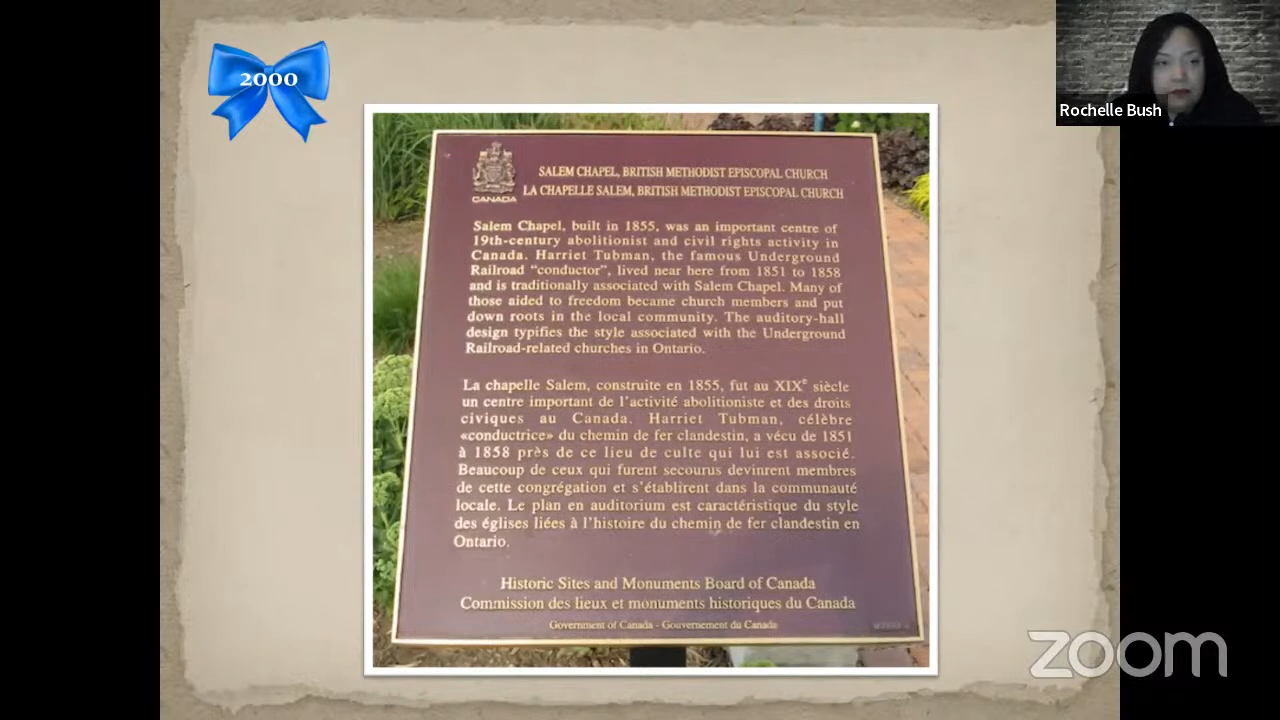 2000
Rochelle Bush
CANADA
SALEM CHAPEL, BRITISH METHODIST EPISCOPAL CHURCH
LA CHAPELLE SALEM, BRITISH METHODIST EPISCOPAL CHURCH
Salem Chapel, built in 1855, was an important centre of
19th-century abolitionist and civil rights activity in
Canada. Harriet Tubman, the famous Underground
Railroad “conductor”, lived near here from 1851 to 1858
and is traditionally associated with Salem Chapel. Many of
those aided to freedom became church members and put
down roots in the local community. The auditory-hall
design typifies the style associated with the Underground
Railroad-related churches in Ontario.
La chapelle Salem, construite en 1855, fut au XIXe siècle
un centre important de l’activité abolitioniste et des droits
civiques au Canada. Harriet Tubman, célèbre
«conductrice» du chemin de fer clandestin, a vécu de 1851
à 1858 près de ce lieu de culte qui lui est associé.
Beaucoup de ceux qui furent secourus devinrent membres
de cette congrégation et s’établirent dans la communauté
locale. Le plan en auditorium est caractéristique du style
des églises liées à l’histoire du chemin de fer clandestin en
Ontario.
Historic Sites and Monuments Board of Canada
Commission des lieux et monuments historiques du Canada
Government of Canada - Gouvernement du Canada
zoom